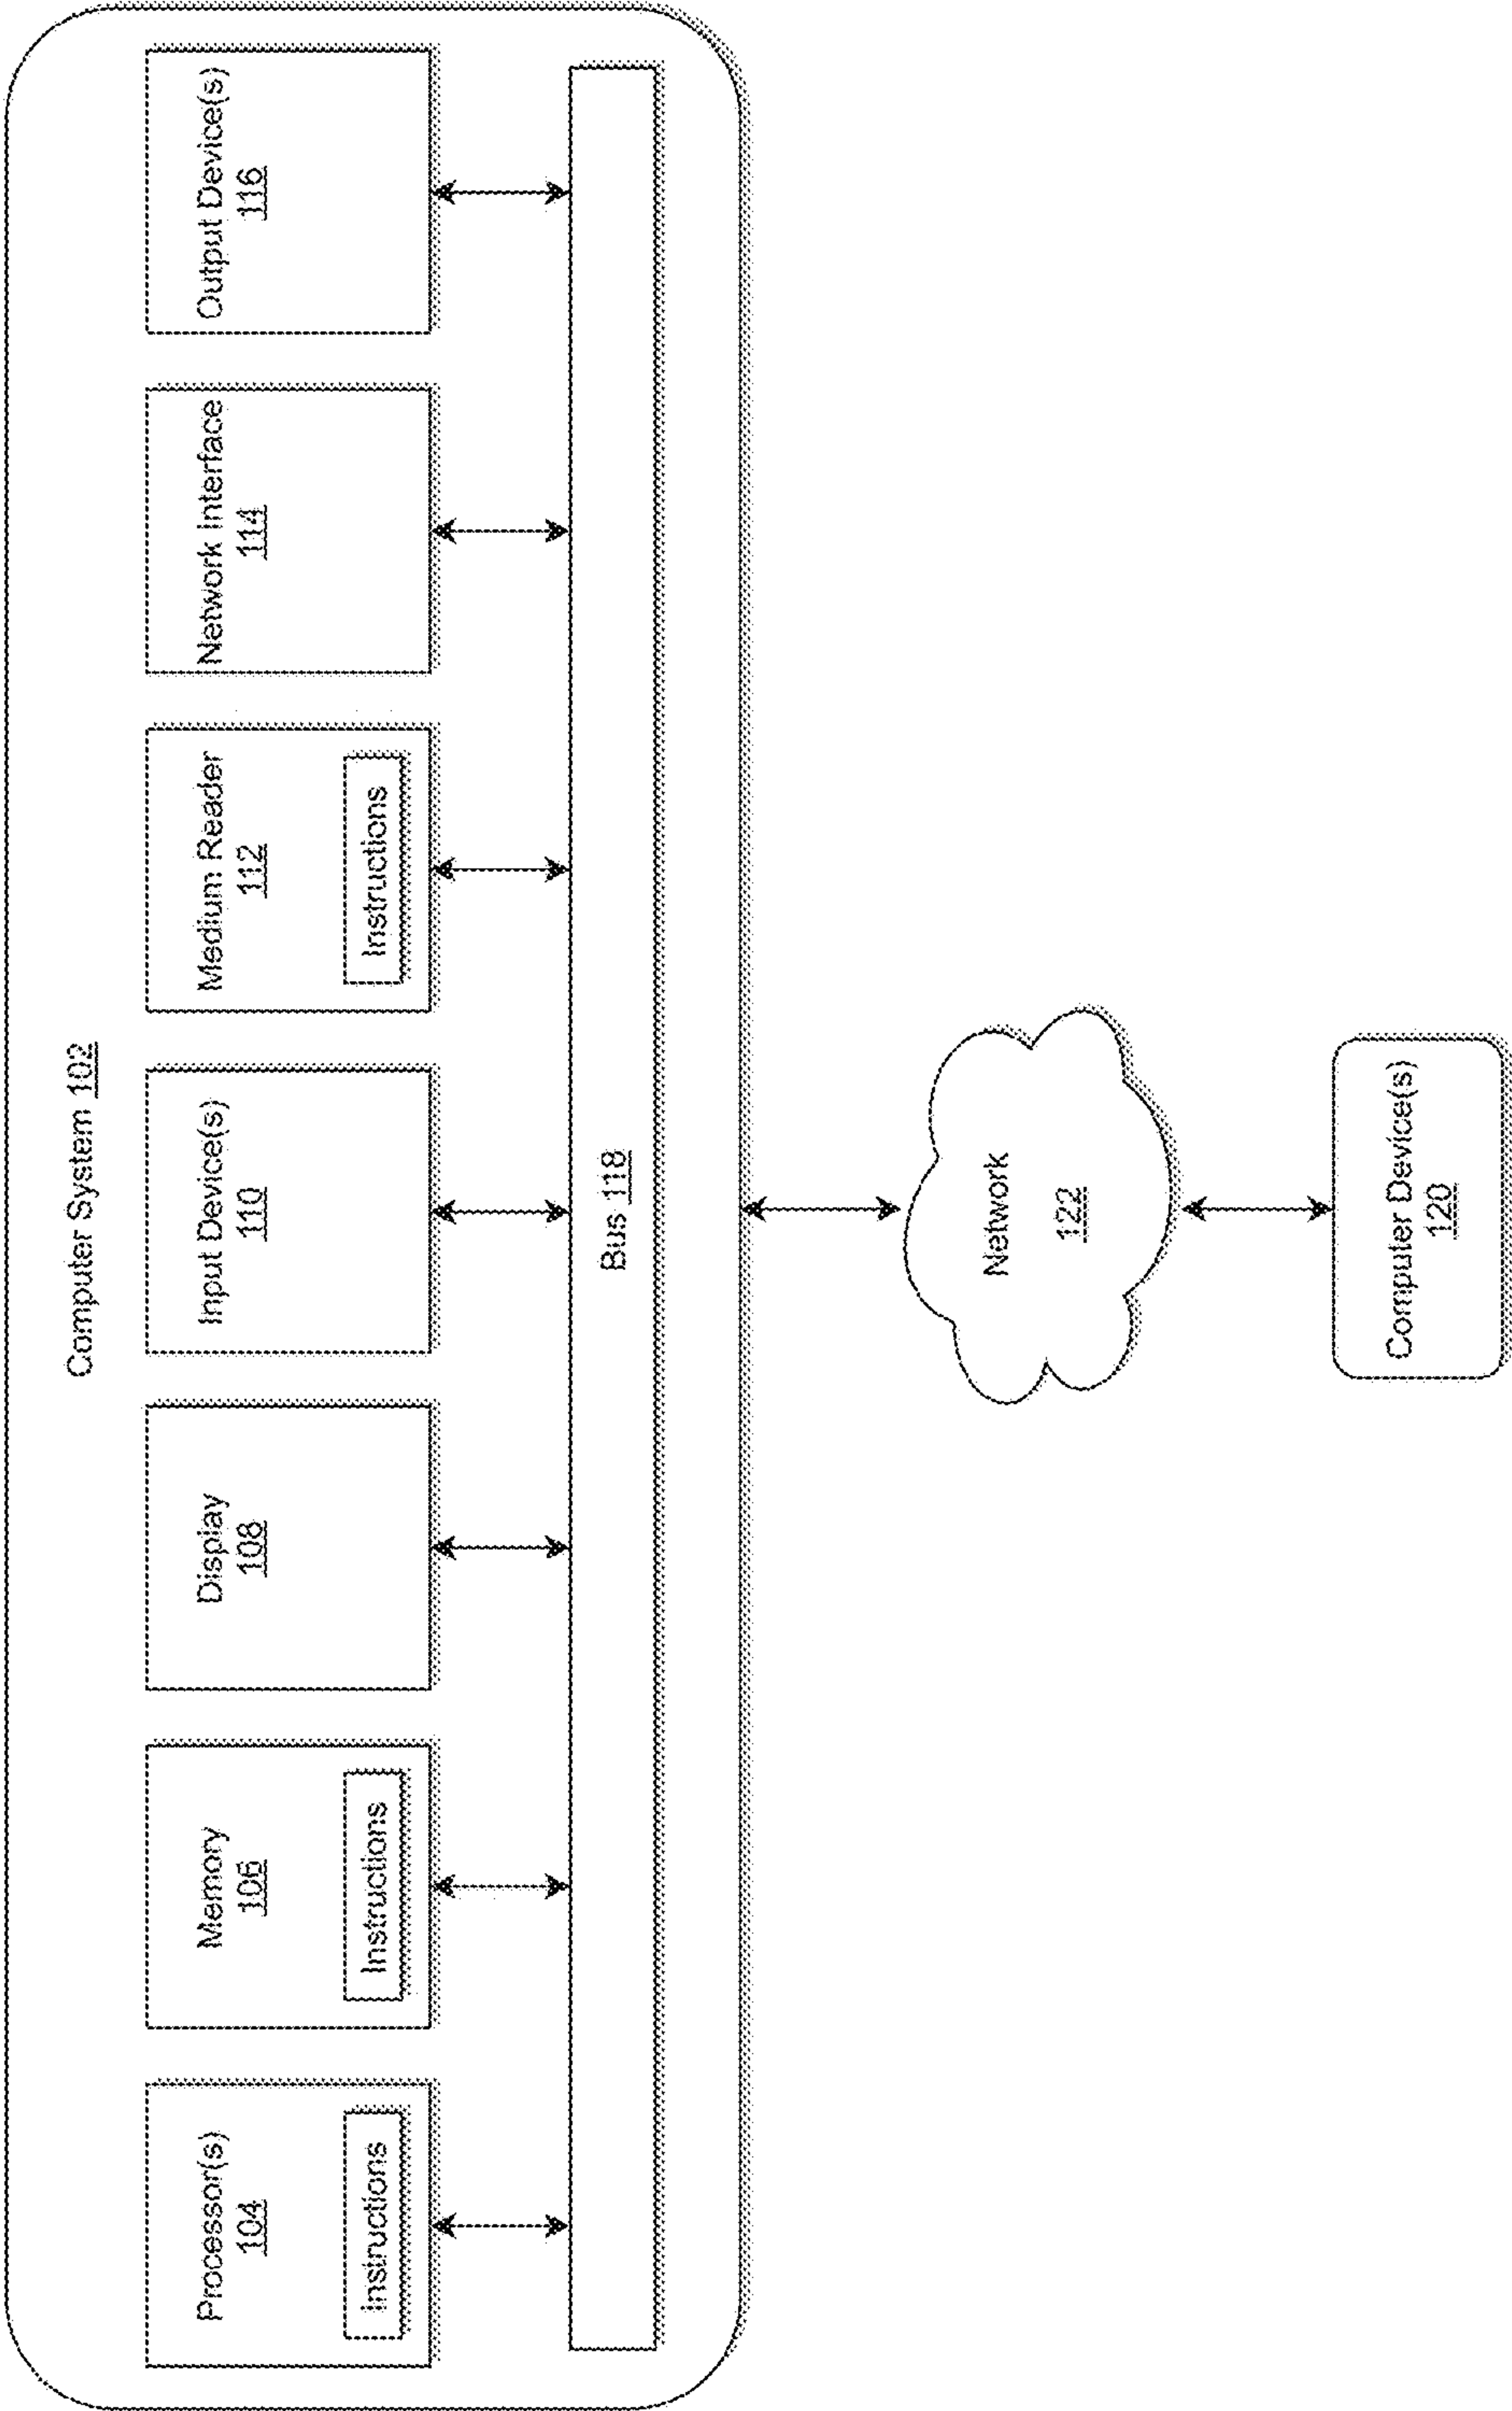 Computer System 102
Processor(s)
104
Instructions
Memory
106
Instructions
Display
108
Input Device(s)
110
Medium Reader
112
Instructions
Network Interface
114
Output Device(s)
116
Bus 118
Network
122
Computer Device(s)
120